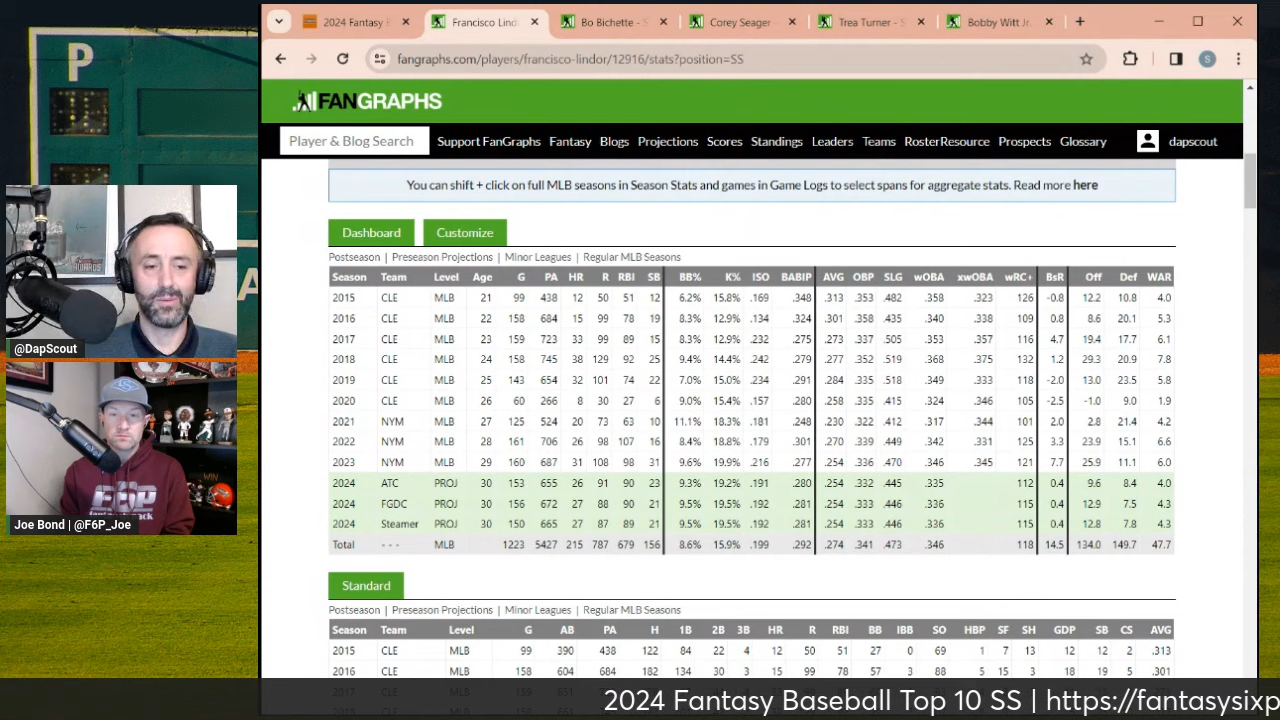 2024 Fantasy B
Francisco Lind
Bo Bichette - S
Corey Seager -
Trea Turner - S
Bobby Witt Jr.
fangraphs.com/players/francisco-lindor/12916/stats?position=SS
S
P
FANGRAPHS
Player & Blog Search Support FanGraphs Fantasy Blogs Projections Scores Standings Leaders Teams RosterResource Prospects Glossary dapscout
You can shift + click on full MLB seasons in Season Stats and games in Game Logs to select spans for aggregate stats. Read more here
Dashboard Customize
Postseason | Preseason Projections | Minor Leagues | Regular MLB Seasons
Season Team Level Age G PA HR R RBI SB BB% K% ISO BABIP AVG OBP SLG wOBA xwOBA wRC+ BsR Off Def WAR
2015 CLE MLB 21 99 438 12 50 51 12 6.2% 15.8% .169 .348 .313 .353 .482 .358 .323 126 -0.8 12.2 10.8 4.0
2016 CLE MLB 22 158 684 15 99 78 19 8.3% 12.9% .134 .324 .301 .358 .435 .340 .338 109 0.8 8.6 20.1 5.3
2017 CLE MLB 23 159 723 33 99 89 15 8.3% 12.9% .232 .275 .273 .337 .505 .353 .357 116 4.7 19.4 17.7 6.1
2018 CLE MLB 24 158 745 38 129 92 25 9.4% 14.4% .242 .279 .277 .352 .519 .368 .375 132 1.2 29.3 20.9 7.8
2019 CLE MLB 25 143 654 32 101 74 22 7.0% 15.0% .234 .291 .284 .335 .518 .349 .333 118 -2.0 13.0 23.5 5.8
2020 CLE MLB 26 60 266 8 30 27 6 9.0% 15.4% .157 .280 .258 .335 .415 .324 .346 105 -2.5 -1.0 9.0 1.9
2021 NYM MLB 27 125 524 20 73 63 10 11.1% 18.3% .181 .248 .230 .322 .412 .317 .344 101 2.0 2.8 21.4 4.2
2022 NYM MLB 28 161 706 26 98 107 16 8.4% 18.8% .179 .301 .270 .339 .449 .342 .331 125 3.3 23.9 15.1 6.6
2023 NYM MLB 29 160 687 31 108 98 31 9.6% 19.9% .216 .277 .254 .336 .470 .346 .345 121 7.7 25.9 11.1 6.0
2024 ATC PROJ 30 153 655 26 91 90 23 9.3% 19.2% .191 .280 .254 .332 .445 .335 112 0.4 9.6 8.4 4.0
2024 FGDC PROJ 30 159 672 27 88 90 21 9.5% 19.5% .192 .281 .254 .333 .446 .336 115 0.4 12.9 7.5 4.3
2024 Steamer PROJ 30 150 665 27 87 89 21 9.5% 19.5% .192 .281 .254 .333 .446 .336 115 0.4 12.8 7.8 4.3
Total - - - MLB 1223 5427 215 787 679 156 8.6% 15.9% .199 .292 .274 .341 .473 .346 118 14.5 134.0 149.7 47.7
@DapScout
Joe Bond | @F6P_Joe
Standard
Postseason | Preseason Projections | Minor Leagues | Regular MLB Seasons
Season Team Level G AB PA H 1B 2B 3B HR R RBI BB IBB SO HBP SF SH GDP SB CS AVG
2015 CLE MLB 99 390 438 122 84 22 4 12 50 51 27 0 69 1 7 13 12 12 2 .313
2016 CLE MLB 158 604 684 182 134 30 3 15 99 78 57 3 88 5 3 15 18 19 5 .301
2024 Fantasy Baseball Top 10 SS | https://fantasysixp